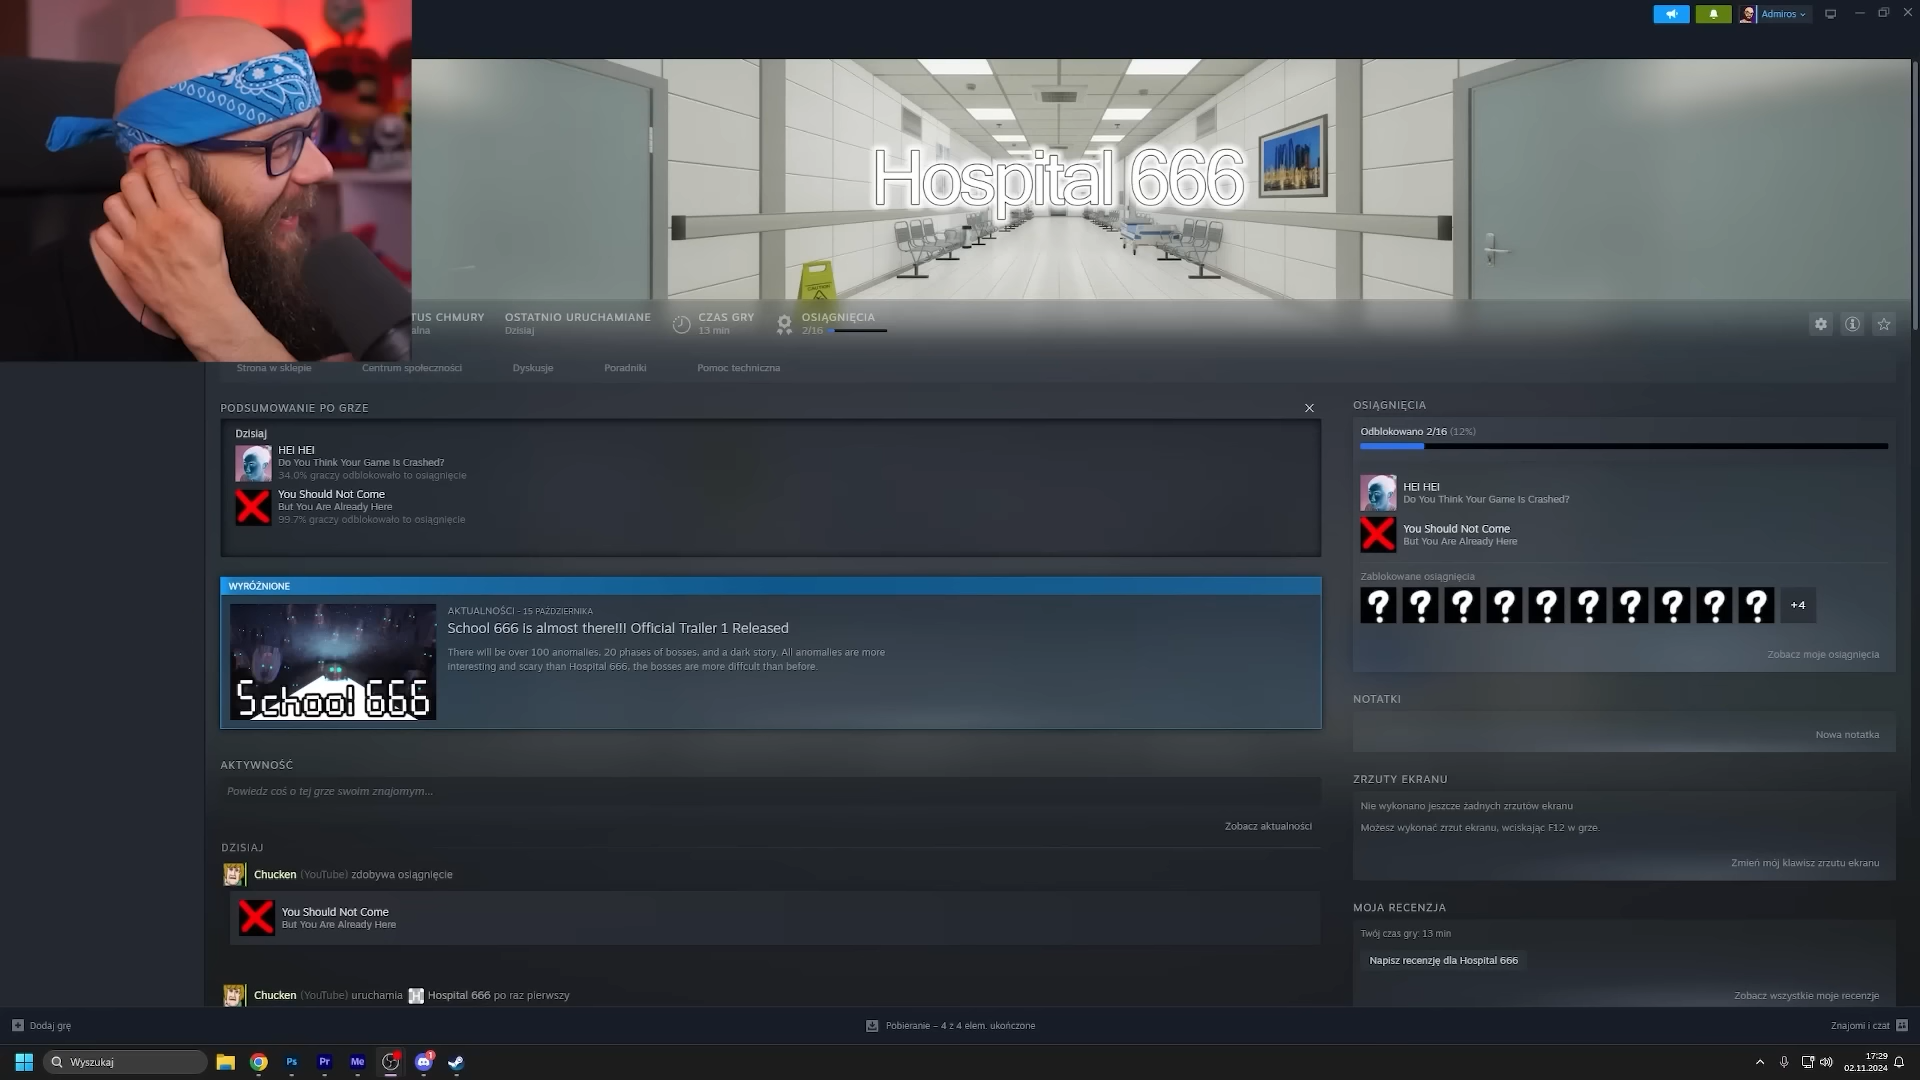 Admiros
Hospital 666
CAUTION
TUS CHMURY
alna
OSTATNIO URUCHAMIANE
Dzisiaj
CZAS GRY
13 min
OSIĄGNIĘCIA
2/16
Strona w sklepie
Centrum społeczności
Dyskusje
Poradniki
Pomoc techniczna
PODSUMOWANIE PO GRZE
Dzisiaj
HEI HEI
Do You Think Your Game Is Crashed?
34.0% graczy odblokowało to osiągnięcie
You Should Not Come
But You Are Already Here
99.7% graczy odblokowało to osiągnięcie
WYRÓŻNIONE
School 666
AKTUALNOŚCI - 15 PAŹDZIERNIKA
School 666 is almost there!!! Official Trailer 1 Released
There will be over 100 anomalies, 20 phases of bosses, and a dark story. All anomalies are more
interesting and scary than Hospital 666, the bosses are more diffcult than before.
AKTYWNOŚĆ
Powiedz coś o tej grze swoim znajomym...
Zobacz aktualności
DZISIAJ
Chucken (YouTube) zdobywa osiągnięcie
You Should Not Come
But You Are Already Here
Chucken (YouTube) uruchamia H Hospital 666 po raz pierwszy
OSIĄGNIĘCIA
Odblokowano 2/16 (12%)
HEI HEI
Do You Think Your Game Is Crashed?
You Should Not Come
But You Are Already Here
Zablokowane osiągnięcia
? ? ? ? ? ? ? ? ? ? +4
Zobacz moje osiągnięcia
NOTATKI
Nowa notatka
ZRZUTY EKRANU
Nie wykonano jeszcze żadnych zrzutów ekranu
Możesz wykonać zrzut ekranu, wciskając F12 w grze.
Zmień mój klawisz zrzutu ekranu
MOJA RECENZJA
Twój czas gry: 13 min
Napisz recenzję dla Hospital 666
Zobacz wszystkie moje recenzje
Dodaj grę
Pobieranie – 4 z 4 elem. ukończone
Znajomi i czat
Wyszukaj
Ps
Pr
Me
1
17:29
02.11.2024